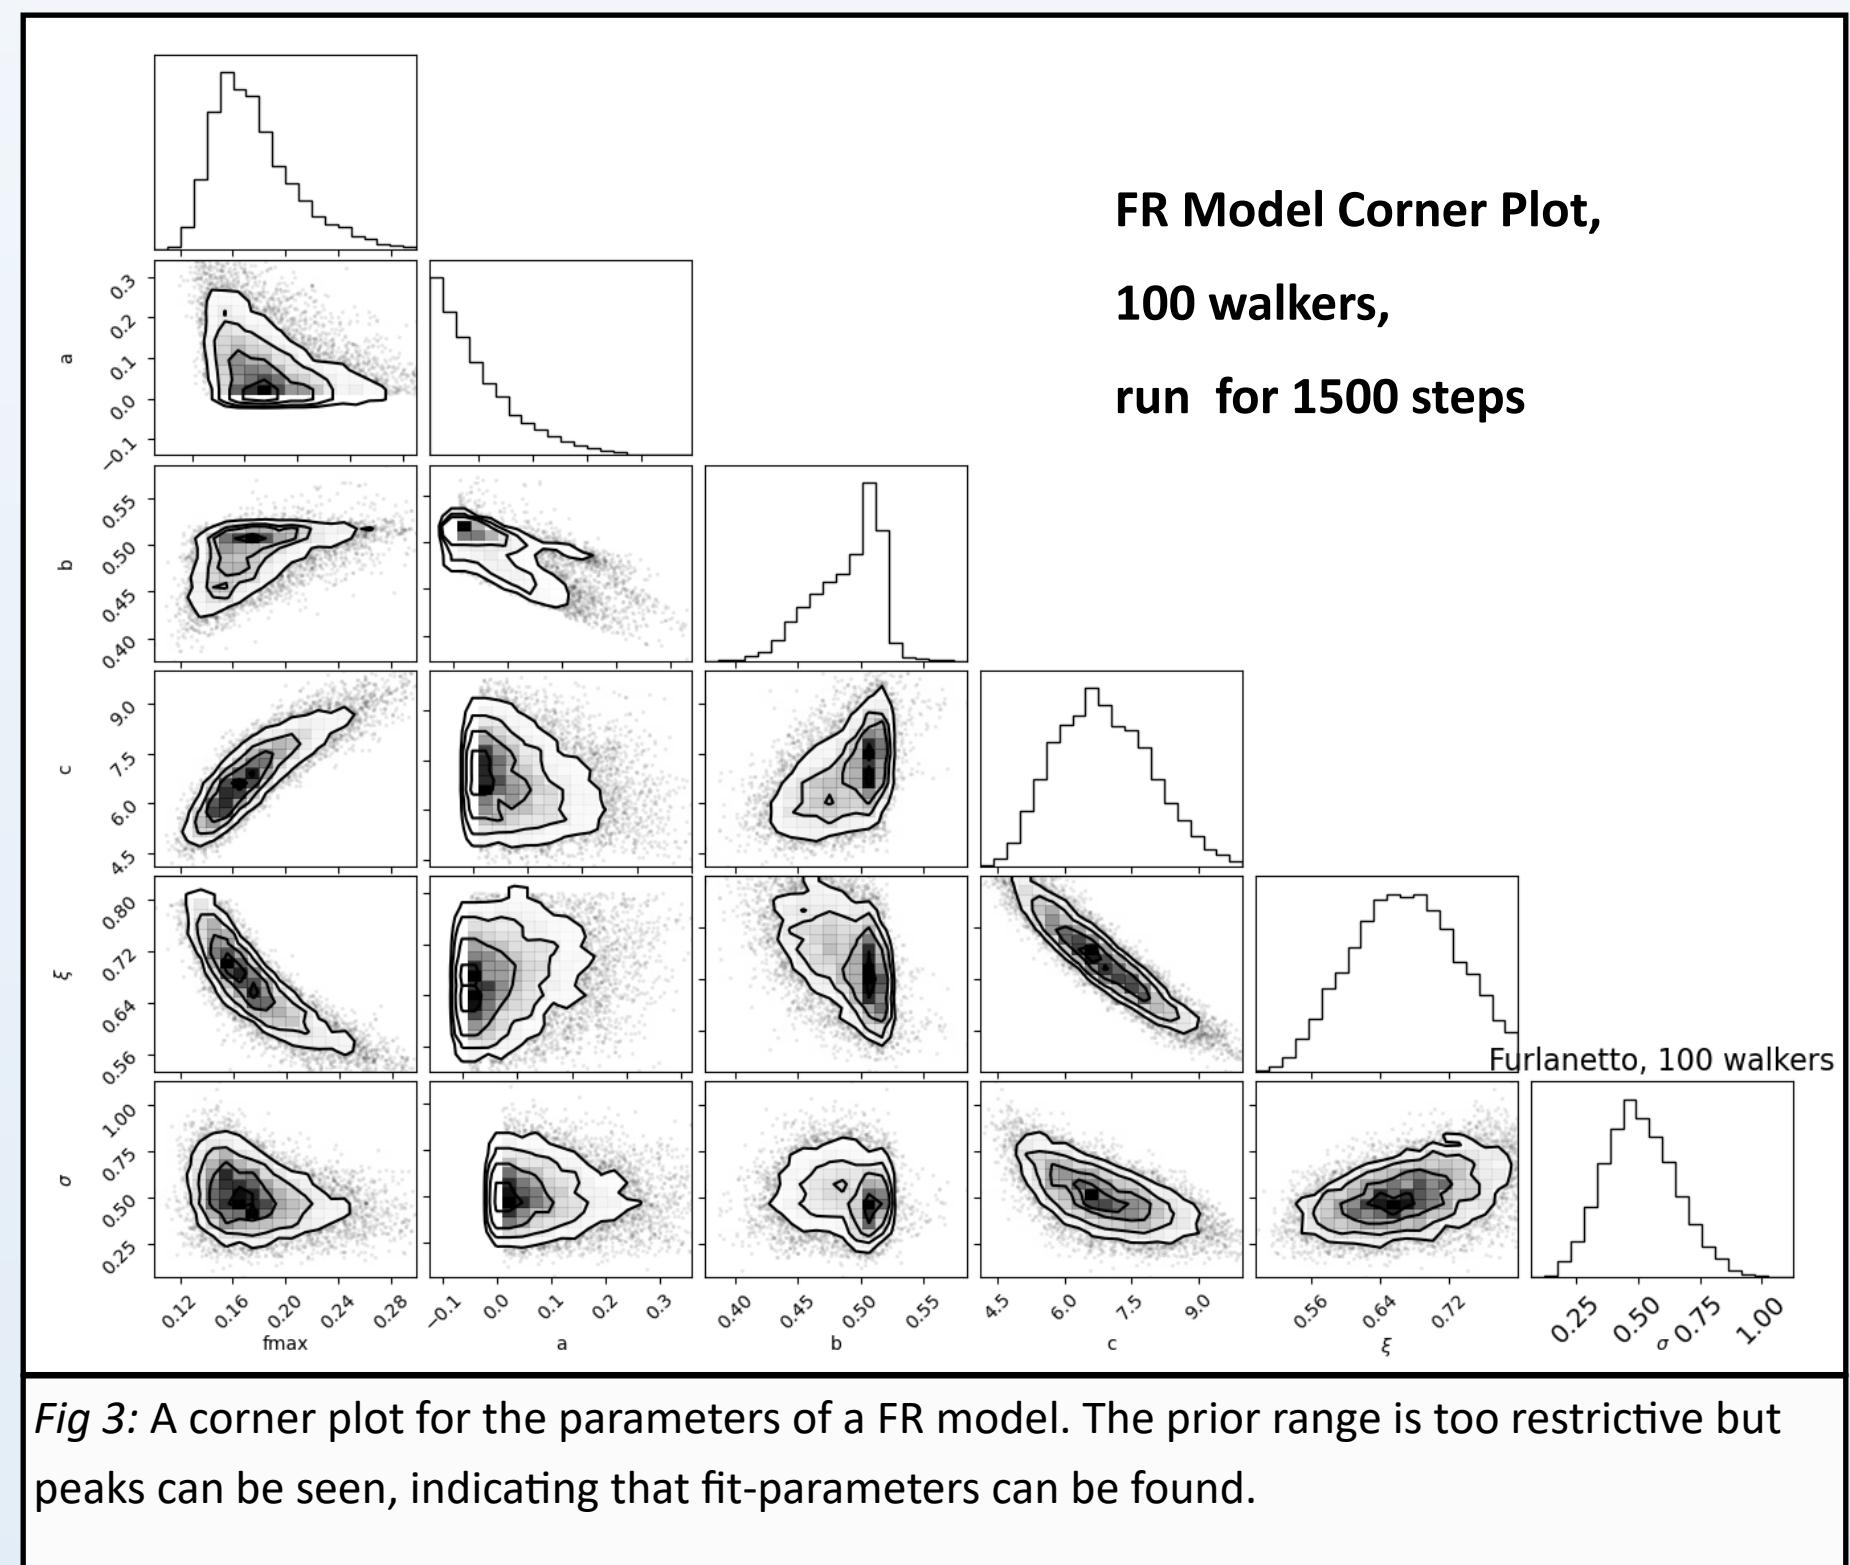 FR Model Corner Plot,
100 walkers,
run for 1500 steps
0.3
0.2
0.1
0.0
−0.1
a
0.55
0.50
0.45
0.40
b
9.0
7.5
6.0
4.5
c
0.80
0.72
0.64
0.56
ξ
Furlanetto, 100 walkers
1.00
0.75
0.50
0.25
σ
0.12 0.16 0.20 0.24 0.28
−0.1 0.0 0.1 0.2 0.3
0.40 0.45 0.50 0.55
4.5 6.0 7.5 9.0
0.56 0.64 0.72
0.25 0.50 0.75 1.00
fmax a b c ξ σ
Fig 3: A corner plot for the parameters of a FR model. The prior range is too restrictive but
peaks can be seen, indicating that fit-parameters can be found.